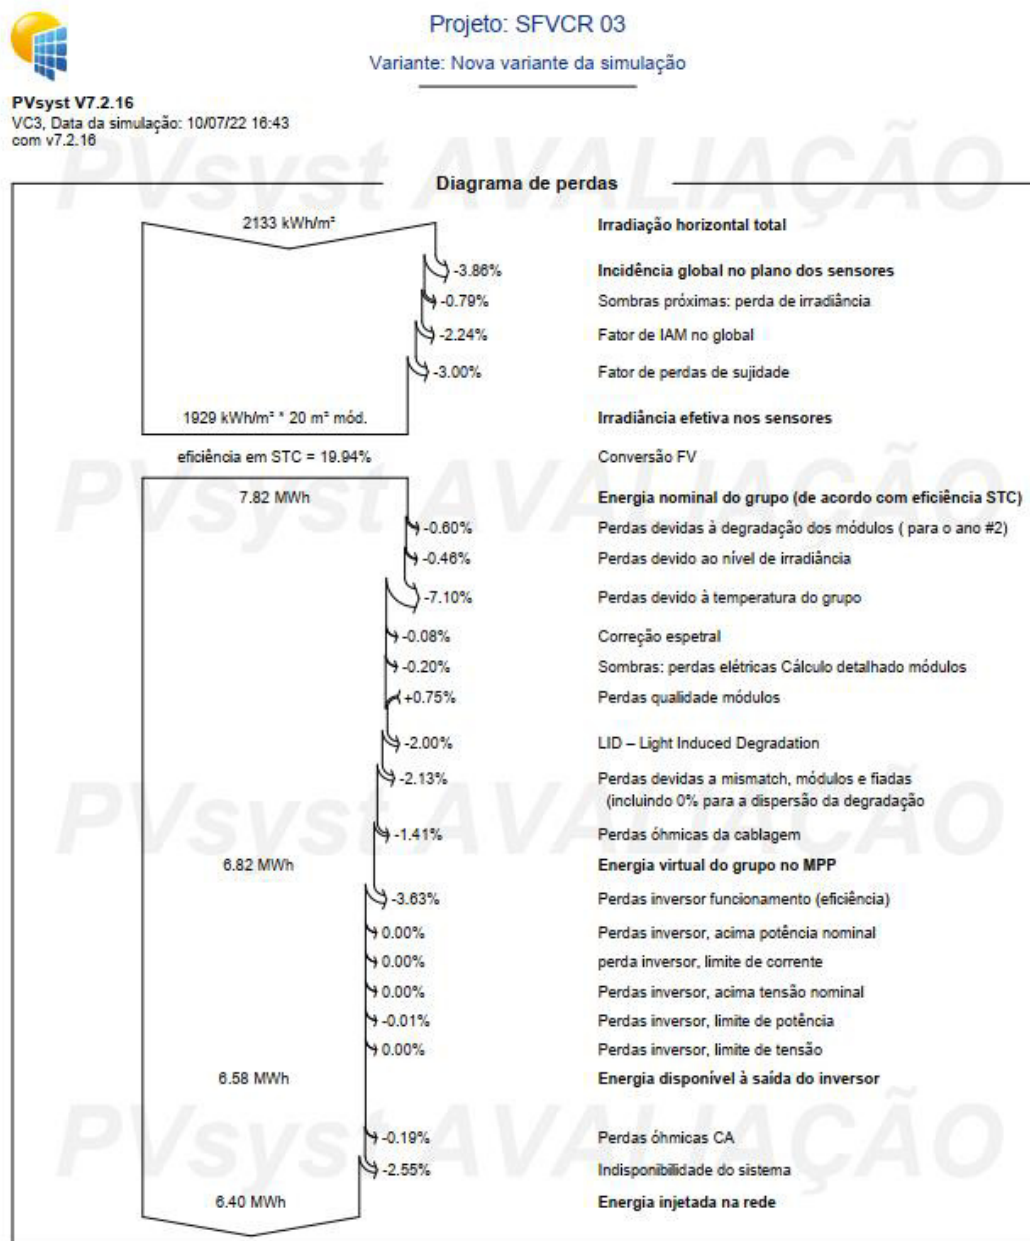 Projeto: SFVCR 03
Variante: Nova variante da simulação
PVsyst V7.2.16
VC3, Data da simulação: 10/07/22 16:43
com v7.2.16
PVsyst AVALIAÇÃO
Diagrama de perdas
2133 kWh/m² Irradiação horizontal total
-3.86% Incidência global no plano dos sensores
-0.79% Sombras próximas: perda de irradiância
-2.24% Fator de IAM no global
-3.00% Fator de perdas de sujidade
1929 kWh/m² * 20 m² mód. Irradiância efetiva nos sensores
eficiência em STC = 19.94% Conversão FV
PVsyst AVALIAÇÃO
7.82 MWh Energia nominal do grupo (de acordo com eficiência STC)
-0.60% Perdas devidas à degradação dos módulos ( para o ano #2)
-0.46% Perdas devido ao nível de irradiância
-7.10% Perdas devido à temperatura do grupo
-0.08% Correção espetral
-0.20% Sombras: perdas elétricas Cálculo detalhado módulos
+0.75% Perdas qualidade módulos
-2.00% LID – Light Induced Degradation
-2.13% Perdas devidas a mismatch, módulos e fiadas
(incluindo 0% para a dispersão da degradação
PVsyst AVALIAÇÃO
-1.41% Perdas óhmicas da cablagem
6.82 MWh Energia virtual do grupo no MPP
-3.63% Perdas inversor funcionamento (eficiência)
0.00% Perdas inversor, acima potência nominal
0.00% perda inversor, limite de corrente
0.00% Perdas inversor, acima tensão nominal
-0.01% Perdas inversor, limite de potência
0.00% Perdas inversor, limite de tensão
6.58 MWh Energia disponível à saída do inversor
PVsyst AVALIAÇÃO
-0.19% Perdas óhmicas CA
-2.55% Indisponibilidade do sistema
6.40 MWh Energia injetada na rede